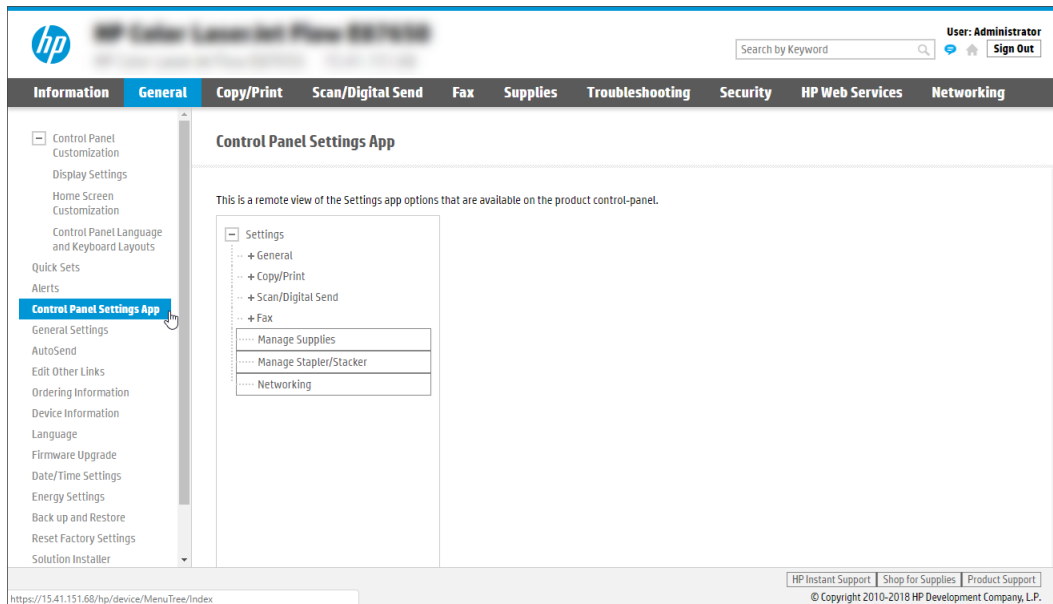 hp
User: Administrator
Search by Keyword
Sign Out
Information General Copy/Print Scan/Digital Send Fax Supplies Troubleshooting Security HP Web Services Networking
Control Panel
Customization
Display Settings
Home Screen
Customization
Control Panel Language
and Keyboard Layouts
Quick Sets
Alerts
Control Panel Settings App
General Settings
AutoSend
Edit Other Links
Ordering Information
Device Information
Language
Firmware Upgrade
Date/Time Settings
Energy Settings
Back up and Restore
Reset Factory Settings
Solution Installer
Control Panel Settings App
This is a remote view of the Settings app options that are available on the product control-panel.
Settings
+ General
+ Copy/Print
+ Scan/Digital Send
+ Fax
Manage Supplies
Manage Stapler/Stacker
Networking
HP Instant Support Shop for Supplies Product Support
https://15.41.151.68/hp/device/MenuTree/Index
© Copyright 2010-2018 HP Development Company, L.P.